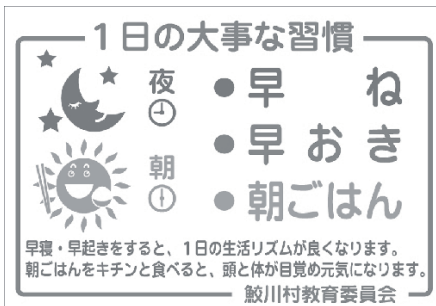 1日の大事な習慣
夜
●早ね
●早おき
朝
●朝ごはん
早寝・早起きをすると、1日の生活リズムが良くなります。
朝ごはんをキチンと食べると、頭と体が目覚め元気になります。
鮫川村教育委員会